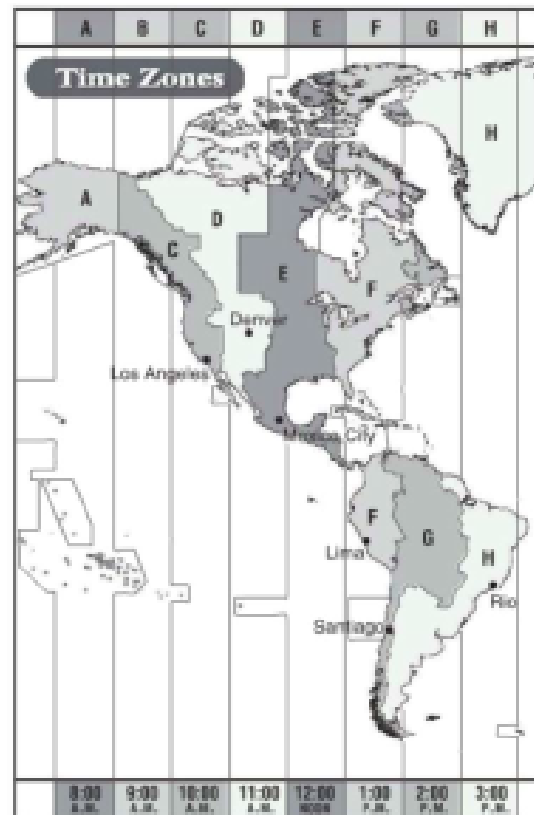 A B C D E F G H
Time Zones
H
A
D
C
E
F
Denver
Los Angeles
Mexico City
F
G
H
Lima
Rio
Santiago
8:00 9:00 10:00 11:00 12:00 1:00 2:00 3:00
A.M. A.M. A.M. A.M. NOON P.M. P.M. P.M.